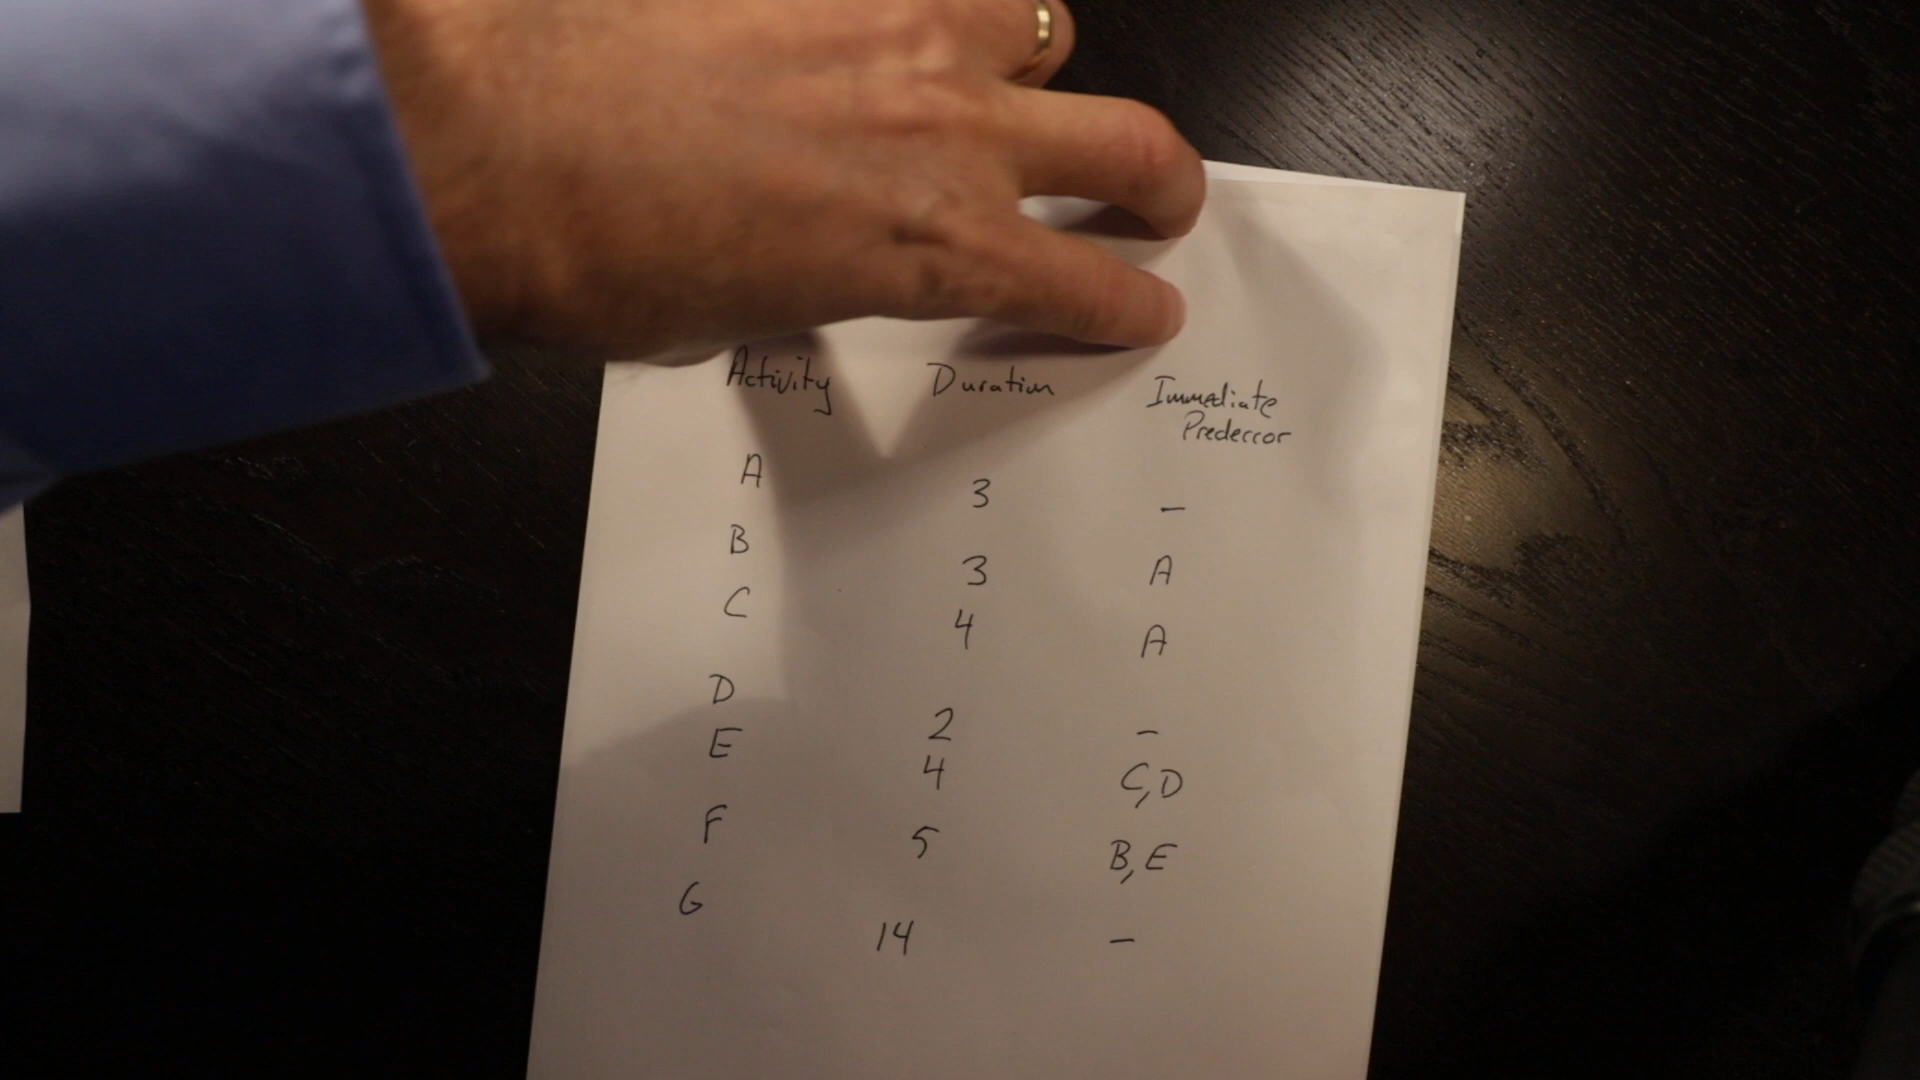 Activity Duration Immediate
Predeccor
A 3 -
B 3 A
C 4 A
D 2 -
E 4 C,D
F 5 B,E
G 14 -